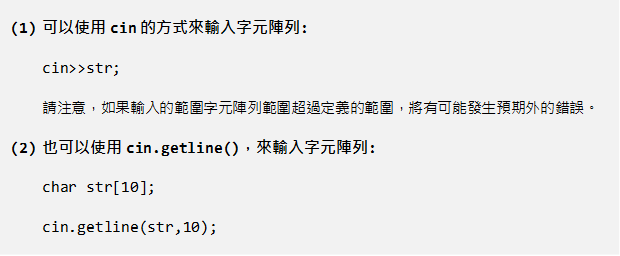 (1) 可以使用 cin 的方式來輸入字元陣列:
cin>>str;
請注意，如果輸入的範圍字元陣列範圍超過定義的範圍，將有可能發生預期外的錯誤。
(2) 也可以使用 cin.getline()，來輸入字元陣列:
char str[10];
cin.getline(str,10);